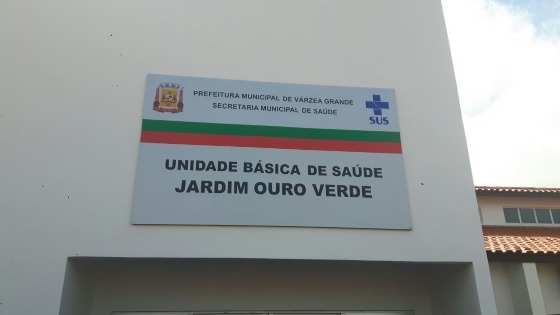 PREFEITURA MUNICIPAL DE VÁRZEA GRANDE
SECRETARIA MUNICIPAL DE SAÚDE
SUS
UNIDADE BÁSICA DE SAÚDE
JARDIM OURO VERDE